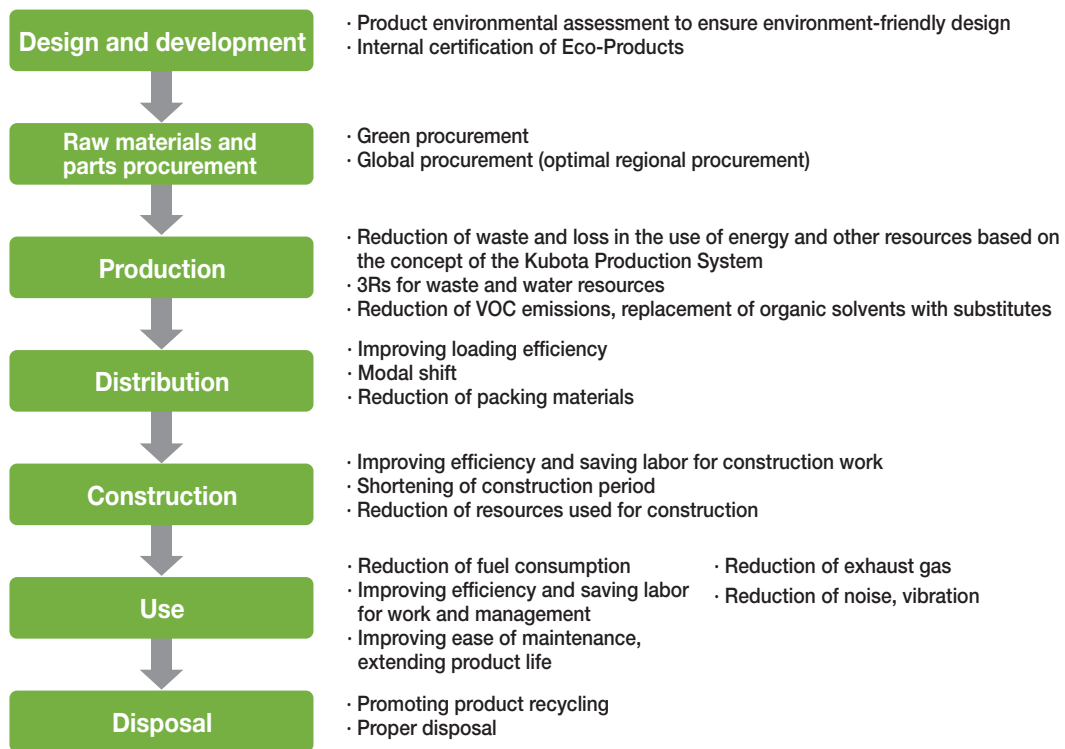 Design and development
· Product environmental assessment to ensure environment-friendly design
· Internal certification of Eco-Products
Raw materials and
parts procurement
· Green procurement
· Global procurement (optimal regional procurement)
Production
· Reduction of waste and loss in the use of energy and other resources based on
the concept of the Kubota Production System
· 3Rs for waste and water resources
· Reduction of VOC emissions, replacement of organic solvents with substitutes
Distribution
· Improving loading efficiency
· Modal shift
· Reduction of packing materials
Construction
· Improving efficiency and saving labor for construction work
· Shortening of construction period
· Reduction of resources used for construction
Use
· Reduction of fuel consumption
· Improving efficiency and saving labor
for work and management
· Improving ease of maintenance,
extending product life
· Reduction of exhaust gas
· Reduction of noise, vibration
Disposal
· Promoting product recycling
· Proper disposal